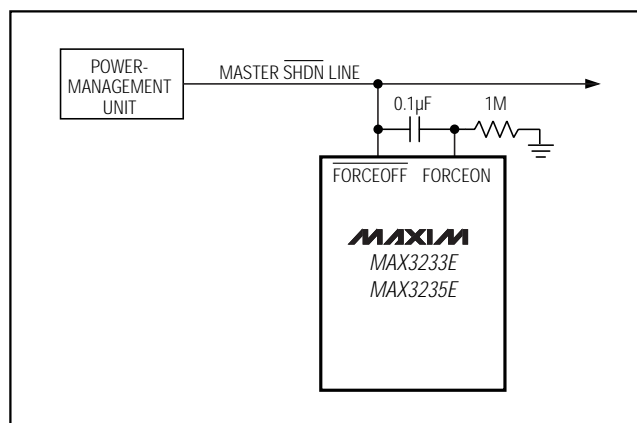 POWER-
MANAGEMENT
UNIT
MASTER SHDN LINE
0.1µF
1M
FORCEOFF FORCEON
MAXIM
MAX3233E
MAX3235E